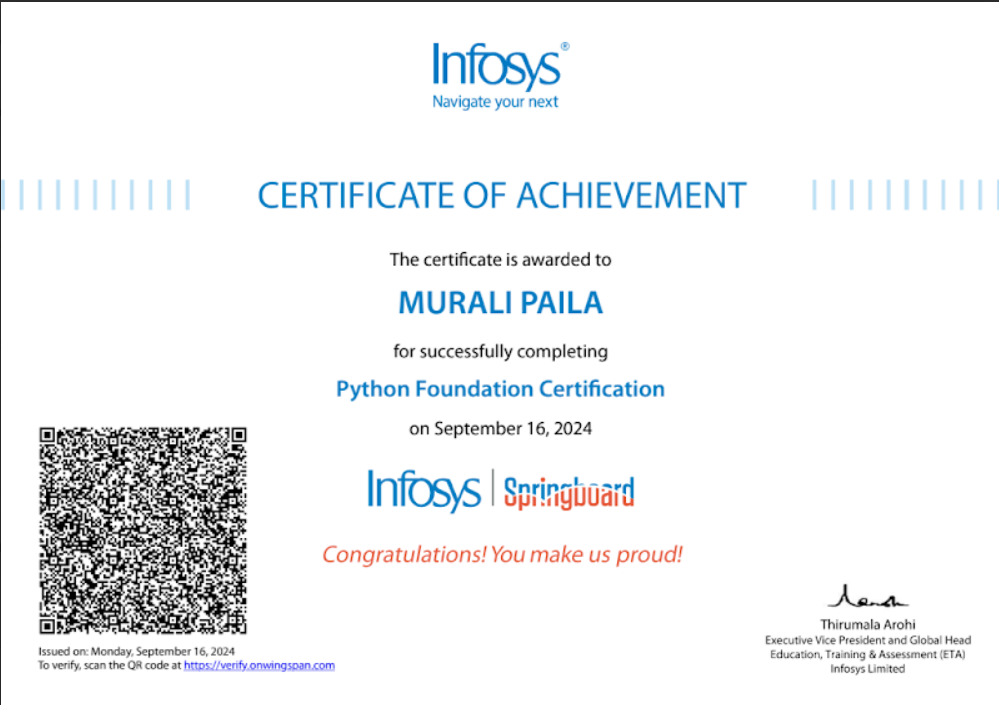 Infosys®
Navigate your next
CERTIFICATE OF ACHIEVEMENT
The certificate is awarded to
MURALI PAILA
for successfully completing
Python Foundation Certification
on September 16, 2024
Infosys | Springboard
Congratulations! You make us proud!
Issued on: Monday, September 16, 2024
To verify, scan the QR code at https://verify.onwingspan.com
Thirumala Arohi
Executive Vice President and Global Head
Education, Training & Assessment (ETA)
Infosys Limited